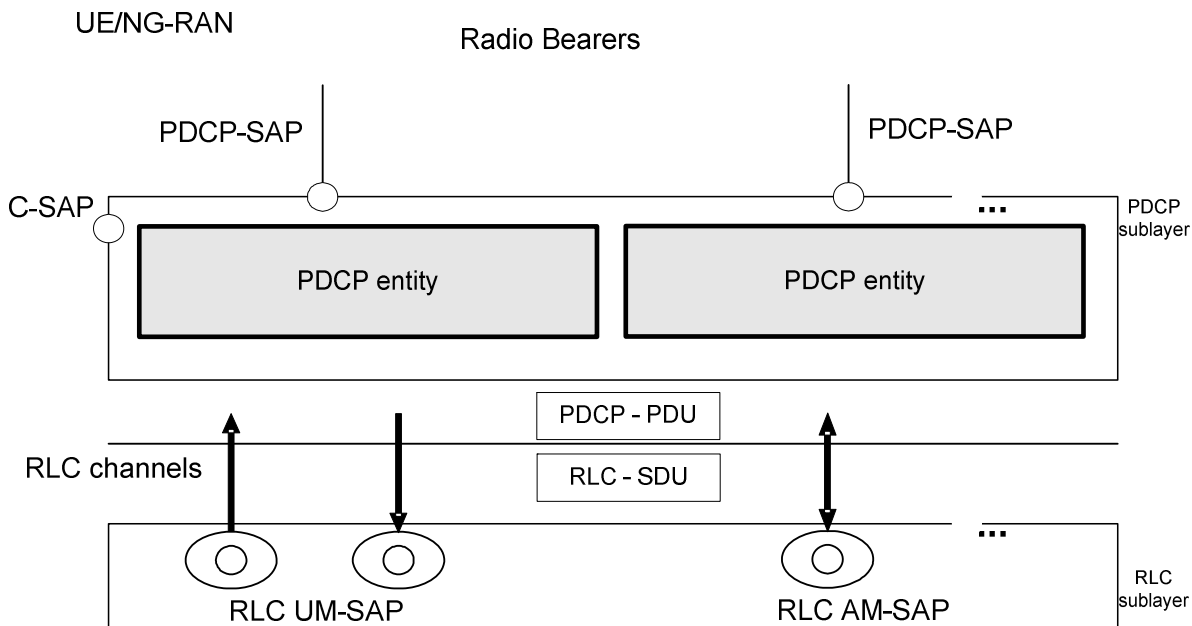 UE/NG-RAN
Radio Bearers
PDCP-SAP
PDCP-SAP
C-SAP
...
PDCP
sublayer
PDCP entity
PDCP entity
PDCP - PDU
RLC channels
RLC - SDU
...
RLC UM-SAP
RLC AM-SAP
RLC
sublayer